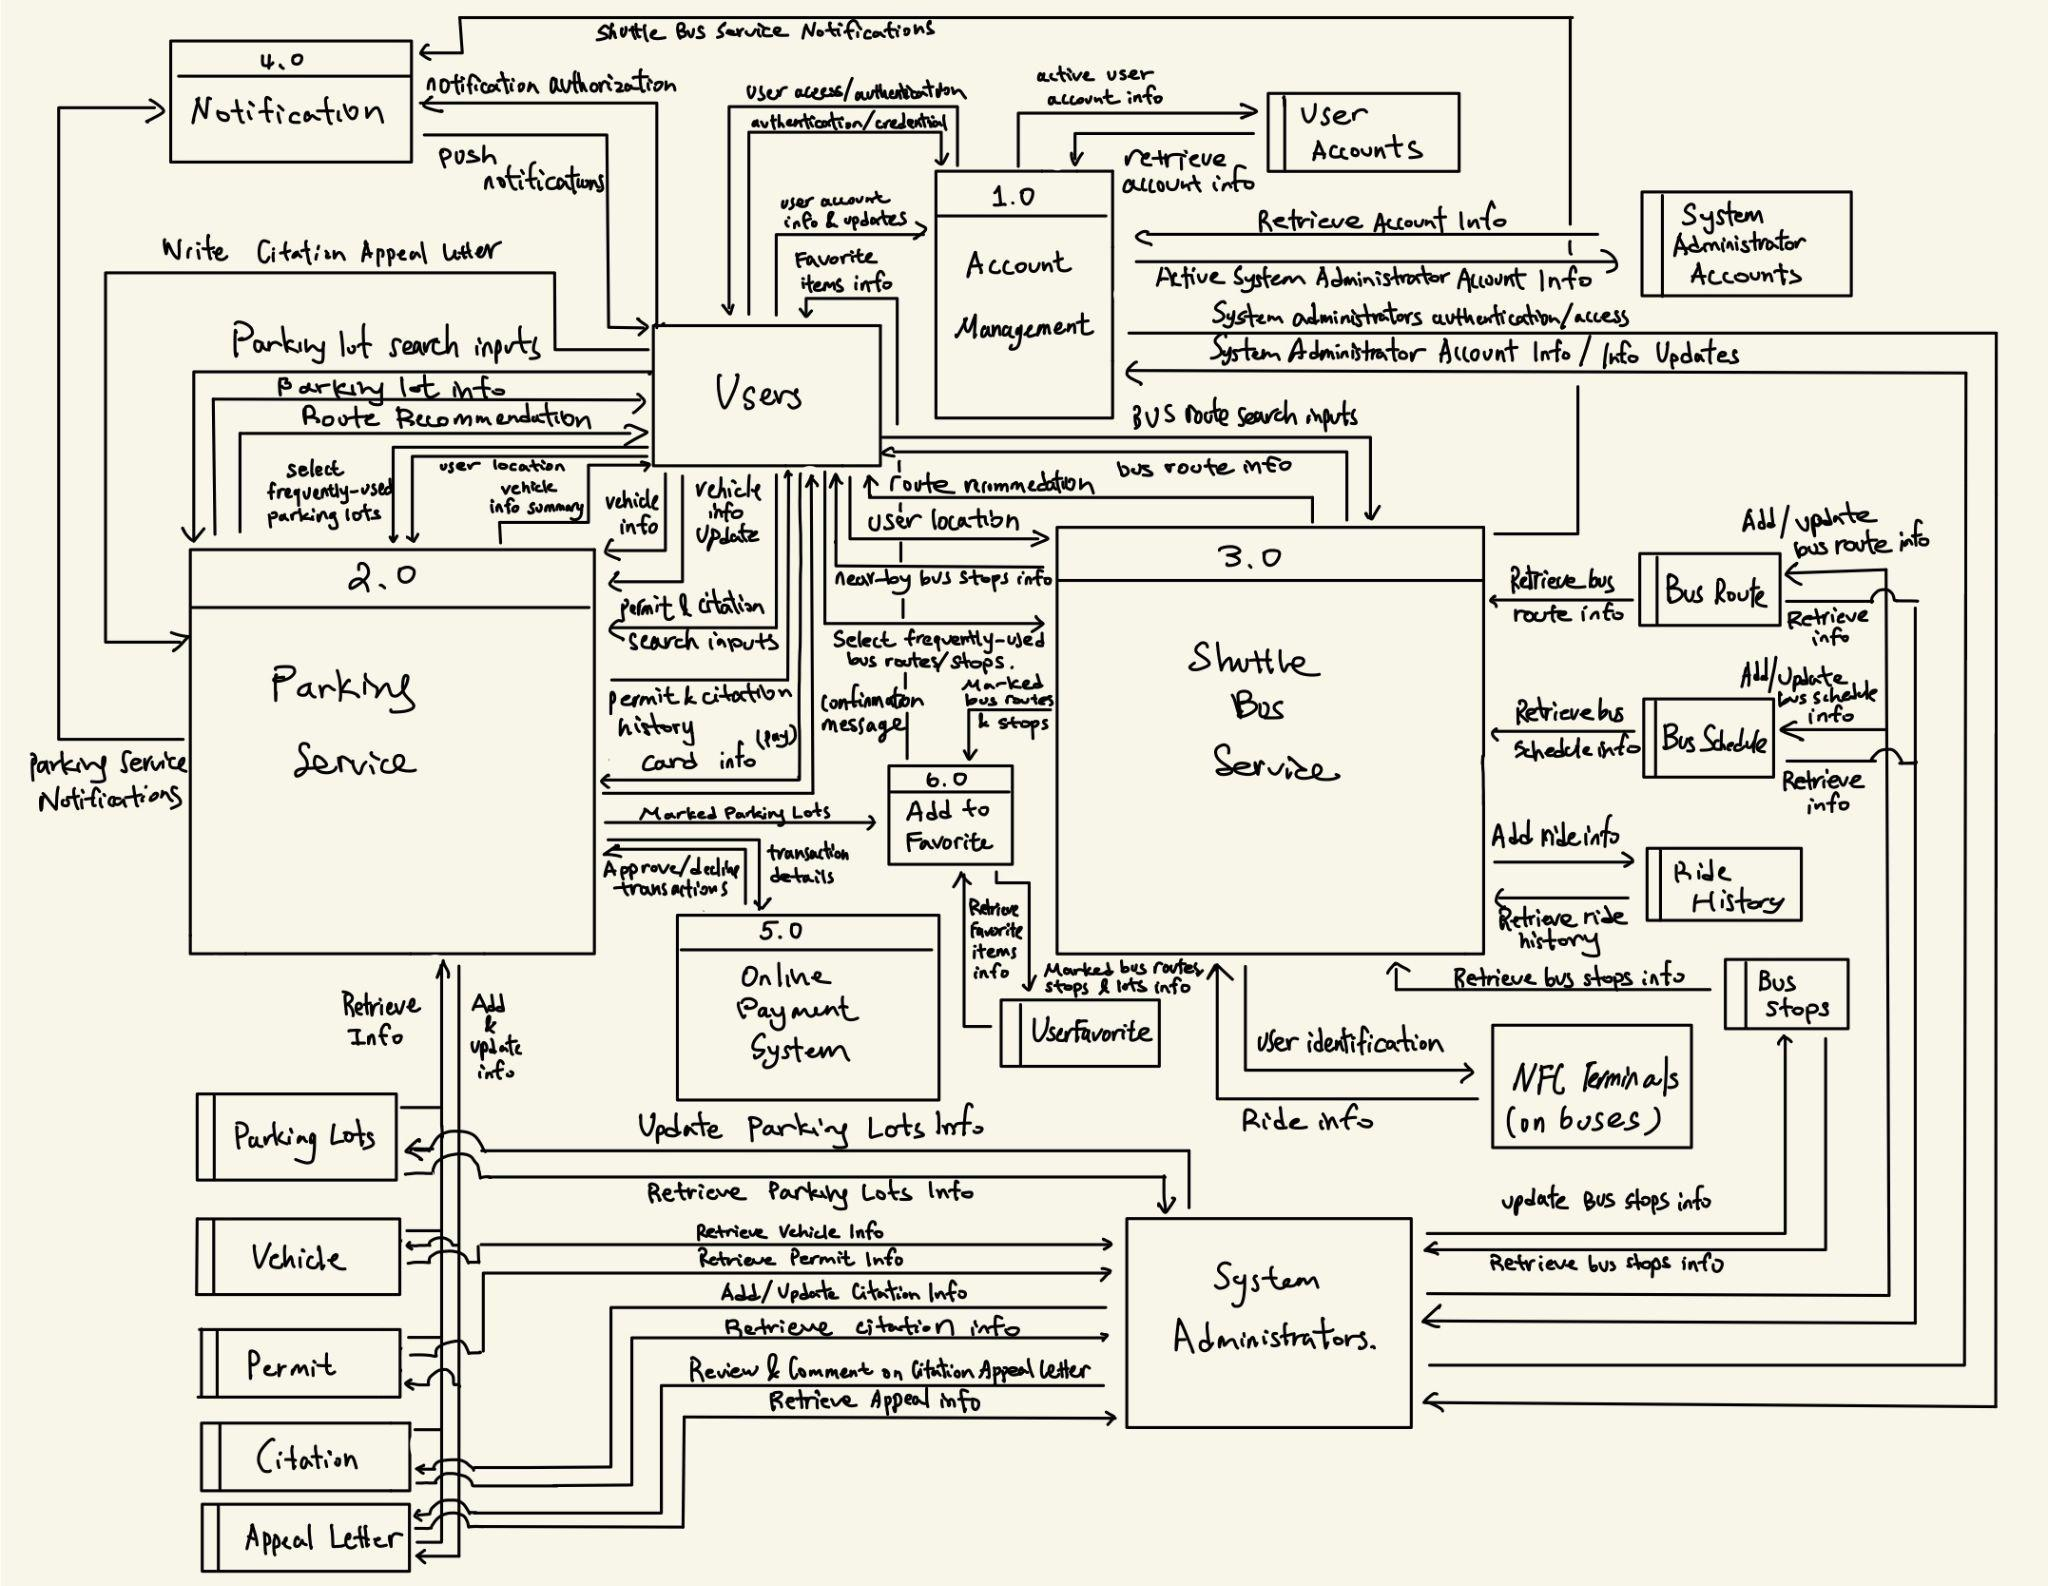 Shuttle Bus Service Notifications
4.0
Notification
notification authorization
push
notifications
user access/authentication
authentication/credential
active user
account info
User
Accounts
retrieve
account info
1.0
Account
Management
user account
info & updates
Favorite
items info
Retrieve Account Info
Active System Administrator Account Info
System
Administrator
Accounts
System administrators authentication/access
System Administrator Account Info / Info Updates
Write Citation Appeal letter
Parking lot search inputs
Parking lot info
Route Recommendation
Users
select
frequently-used
parking lots
user location
vehicle
info summary
vehicle
info
vehicle
info
update
BUS route search inputs
bus route info
route recommedation
user location
near-by bus stops info
2.0
Parking
Service
permit & citation
search inputs
permit & citation
history
card info (pay)
Select frequently-used
bus routes/stops.
confirmation
message
Marked
bus routes
& stops
3.0
Shuttle
Bus
Service
Add/update
bus route info
Retrieve bus
route info
Bus Route
Retrieve
info
Add/update
bus schedule
info
Retrieve bus
schedule info
Bus Schedule
Retrieve
info
Parking Service
Notifications
Marked Parking Lots
Approve/decline
transactions
transaction
details
6.0
Add to
Favorite
Add ride info
Ride
History
Retrieve ride
history
5.0
Online
Payment
System
Retrieve
Favorite
items
info
Marked bus routes,
stops & lots info
UserFavorite
Retrieve bus stops info
Bus
stops
Retrieve
Info
Add
&
update
info
User identification
Ride info
NFC Terminals
(on buses)
Parking Lots
Update Parking Lots Info
Retrieve Parking Lots Info
Vehicle
Retrieve Vehicle Info
Retrieve Permit Info
Permit
Add/Update Citation Info
Retrieve citation info
Review & Comment on Citation Appeal Letter
Retrieve Appeal info
Citation
Appeal Letter
System
Administrators.
update Bus stops info
Retrieve bus stops info